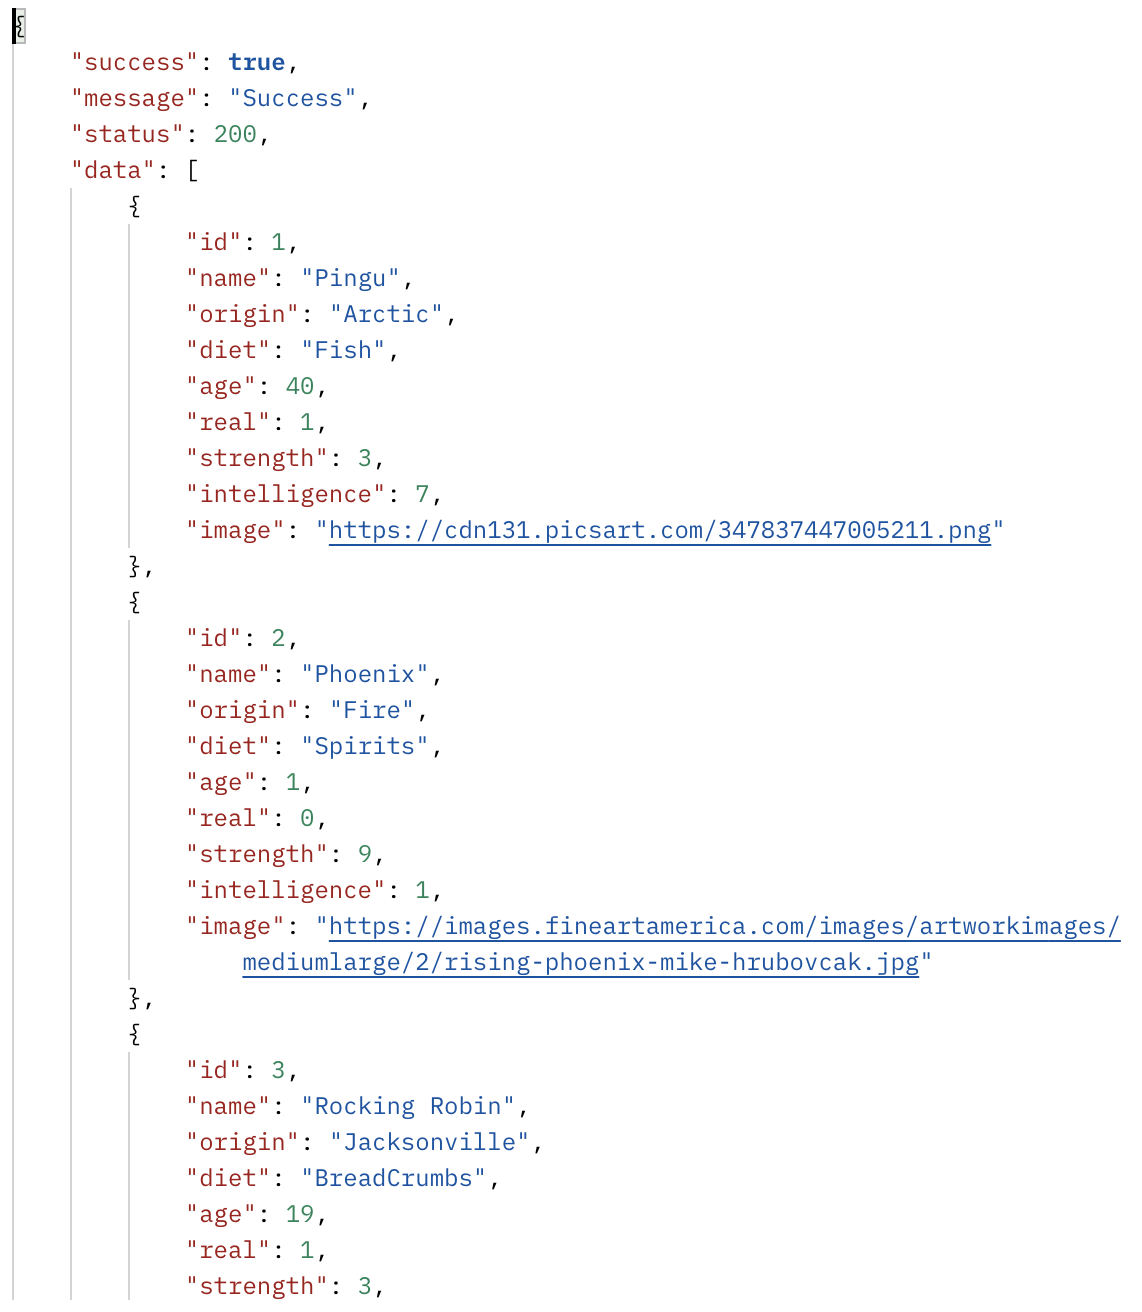 {
"success": true,
"message": "Success",
"status": 200,
"data": [
{
"id": 1,
"name": "Pingu",
"origin": "Arctic",
"diet": "Fish",
"age": 40,
"real": 1,
"strength": 3,
"intelligence": 7,
"image": "https://cdn131.picsart.com/347837447005211.png"
},
{
"id": 2,
"name": "Phoenix",
"origin": "Fire",
"diet": "Spirits",
"age": 1,
"real": 0,
"strength": 9,
"intelligence": 1,
"image": "https://images.fineartamerica.com/images/artworkimages/
mediumlarge/2/rising-phoenix-mike-hrubovcak.jpg"
},
{
"id": 3,
"name": "Rocking Robin",
"origin": "Jacksonville",
"diet": "BreadCrumbs",
"age": 19,
"real": 1,
"strength": 3,